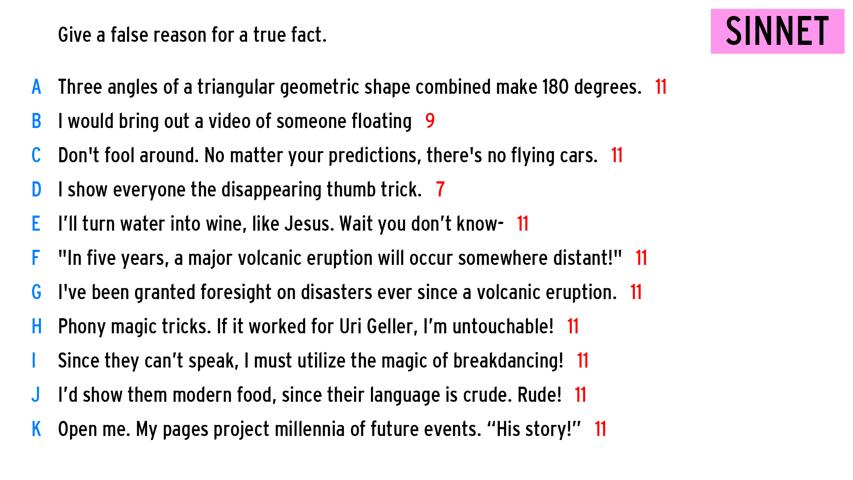 Give a false reason for a true fact.
SINNET
A Three angles of a triangular geometric shape combined make 180 degrees. 11
B I would bring out a video of someone floating 9
C Don't fool around. No matter your predictions, there's no flying cars. 11
D I show everyone the disappearing thumb trick. 7
E I’ll turn water into wine, like Jesus. Wait you don’t know- 11
F "In five years, a major volcanic eruption will occur somewhere distant!" 11
G I've been granted foresight on disasters ever since a volcanic eruption. 11
H Phony magic tricks. If it worked for Uri Geller, I’m untouchable! 11
I Since they can’t speak, I must utilize the magic of breakdancing! 11
J I’d show them modern food, since their language is crude. Rude! 11
K Open me. My pages project millennia of future events. “His story!” 11